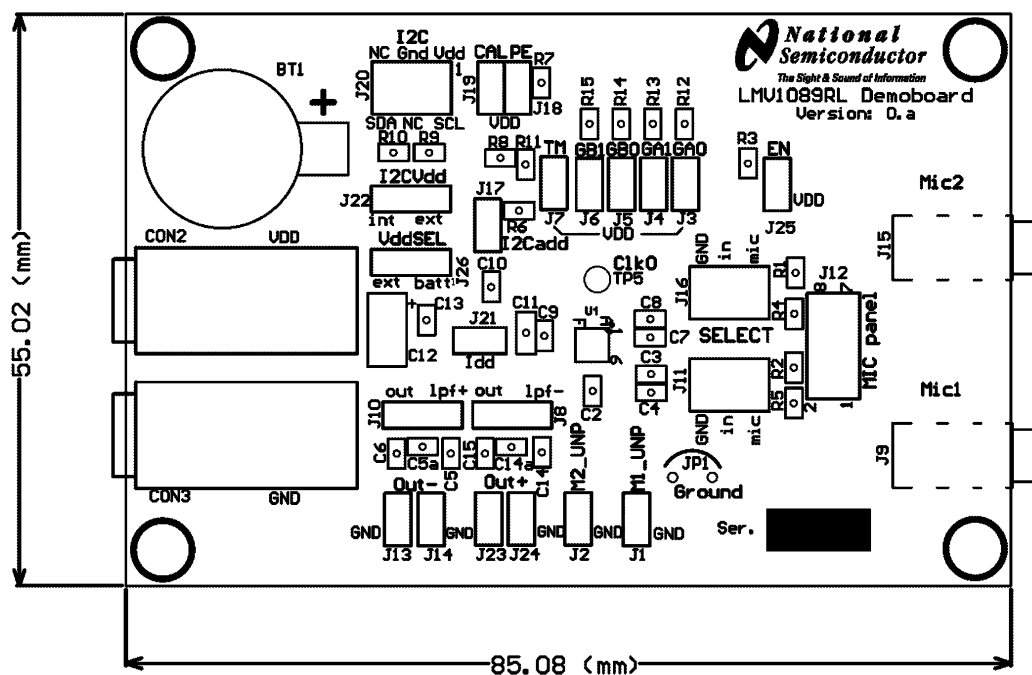 National
Semiconductor
The Sight & Sound of Information
LMV1089RL Demoboard
Version: 0.a
I2C
NC Gnd Vdd
J20
1
SDA NC SCL
BT1
+
CAL PE
J19
J18
VDD
R7
R10
R9
R8
R11
I2CVdd
J22
int ext
J17
R6
I2Cadd
R15
R14
R13
R12
TM
GB1
GB0
GA1
GA0
J7
J6
J5
J4
J3
VDD
R3
EN
VDD
J25
Mic2
J15
CON2
VDD
VddSEL
J26
ext batt
C10
Clk0
TP5
GND
in
mic
J16
SELECT
R1
J12
8
7
R4
MIC panel
R2
R5
2
1
+
C13
C12
J21
Idd
C11
C9
U1
C8
C7
C3
C4
C2
J11
GND
in
mic
Mic1
J9
out lpf+
J10
out lpf-
J8
C6
C5a
C5
C15
C14a
C14
M2_UNP
M1_UNP
JP1
Ground
CON3
GND
Out-
Out+
GND
GND
GND
GND
GND
J13
J14
J23
J24
J2
J1
Ser.
55.02 (mm)
85.08 (mm)